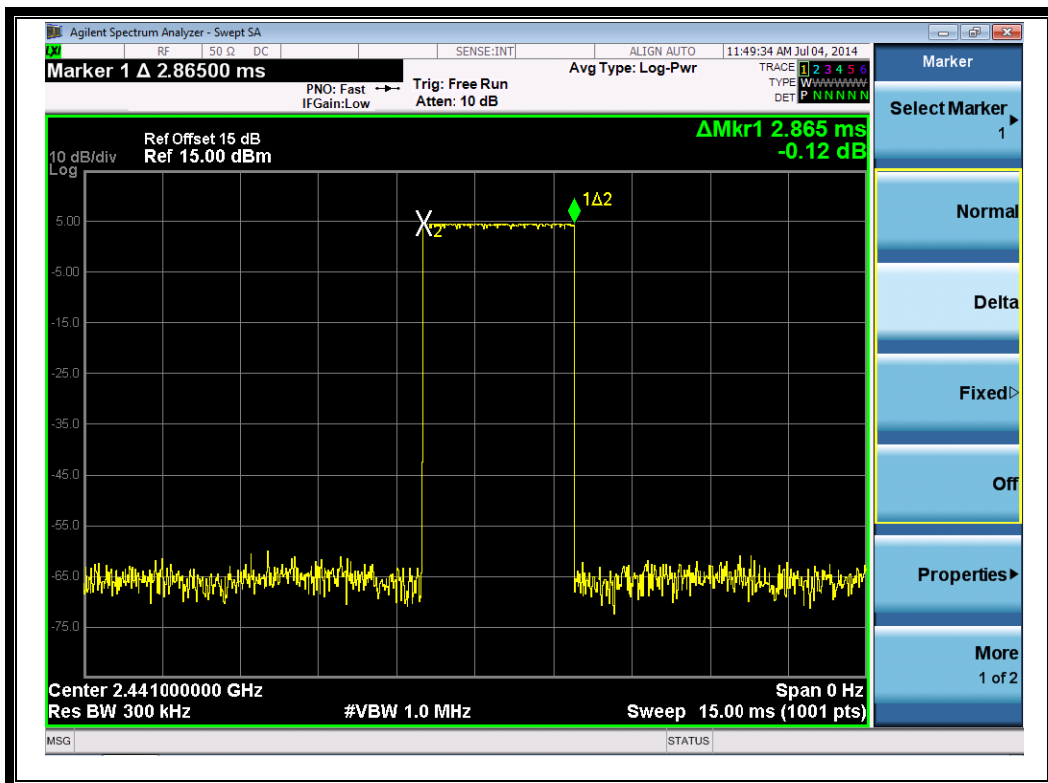 Agilent Spectrum Analyzer - Swept SA
LXI RF 50 Ω DC SENSE:INT ALIGN AUTO 11:49:34 AM Jul 04, 2014
Marker 1 Δ 2.86500 ms
PNO: Fast
IFGain:Low
Trig: Free Run
Atten: 10 dB
Avg Type: Log-Pwr
TRACE 1 2 3 4 5 6
TYPE WWWWWW
DET P N N N N N
ΔMkr1 2.865 ms
-0.12 dB
Ref Offset 15 dB
10 dB/div Ref 15.00 dBm
Log
1Δ2
5.00
X2
-5.00
-15.0
-25.0
-35.0
-45.0
-55.0
-65.0
-75.0
Center 2.441000000 GHz Span 0 Hz
Res BW 300 kHz #VBW 1.0 MHz Sweep 15.00 ms (1001 pts)
MSG STATUS
Marker
Select Marker
1
Normal
Delta
Fixed
Off
Properties
More
1 of 2